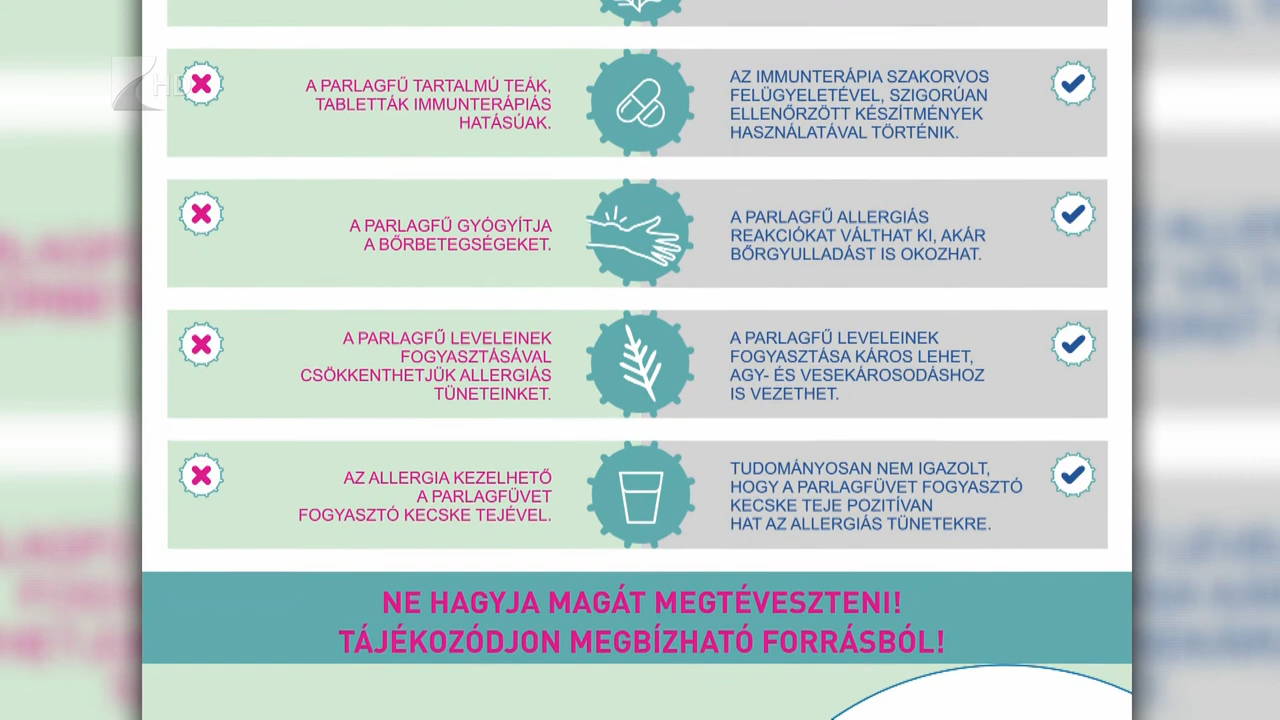 HD
A PARLAGFŰ TARTALMÚ TEÁK,
TABLETTÁK IMMUNTERÁPIÁS
HATÁSÚAK.
AZ IMMUNTERÁPIA SZAKORVOS
FELÜGYELETÉVEL, SZIGORÚAN
ELLENŐRZÖTT KÉSZÍTMÉNYEK
HASZNÁLATÁVAL TÖRTÉNIK.
A PARLAGFŰ GYÓGYÍTJA
A BŐRBETEGSÉGEKET.
A PARLAGFŰ ALLERGIÁS
REAKCIÓKAT VÁLTHAT KI, AKÁR
BŐRGYULLADÁST IS OKOZHAT.
A PARLAGFŰ LEVELEINEK
FOGYASZTÁSÁVAL
CSÖKKENTHETJÜK ALLERGIÁS
TÜNETEINKET.
A PARLAGFŰ LEVELEINEK
FOGYASZTÁSA KÁROS LEHET,
AGY- ÉS VESEKÁROSODÁSHOZ
IS VEZETHET.
AZ ALLERGIA KEZELHETŐ
A PARLAGFÜVET
FOGYASZTÓ KECSKE TEJÉVEL.
TUDOMÁNYOSAN NEM IGAZOLT,
HOGY A PARLAGFÜVET FOGYASZTÓ
KECSKE TEJE POZITÍVAN
HAT AZ ALLERGIÁS TÜNETEKRE.
NE HAGYJA MAGÁT MEGTÉVESZTENI!
TÁJÉKOZÓDJON MEGBÍZHATÓ FORRÁSBÓL!